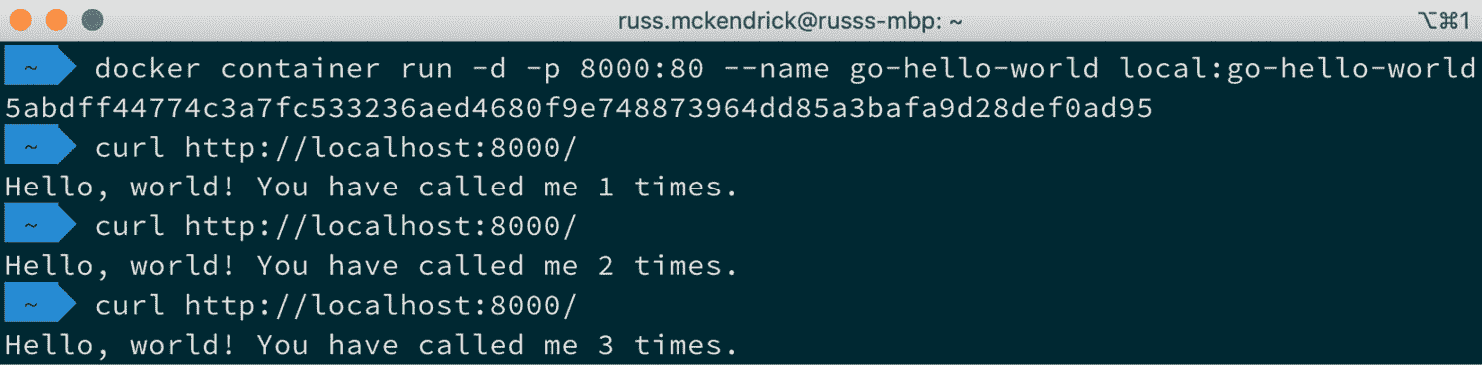 russ.mckendrick@russs-mbp: ~
⌥⌘1
~ docker container run -d -p 8000:80 --name go-hello-world local:go-hello-world
5abdff44774c3a7fc533236aed4680f9e748873964dd85a3bafa9d28def0ad95
~ curl http://localhost:8000/
Hello, world! You have called me 1 times.
~ curl http://localhost:8000/
Hello, world! You have called me 2 times.
~ curl http://localhost:8000/
Hello, world! You have called me 3 times.